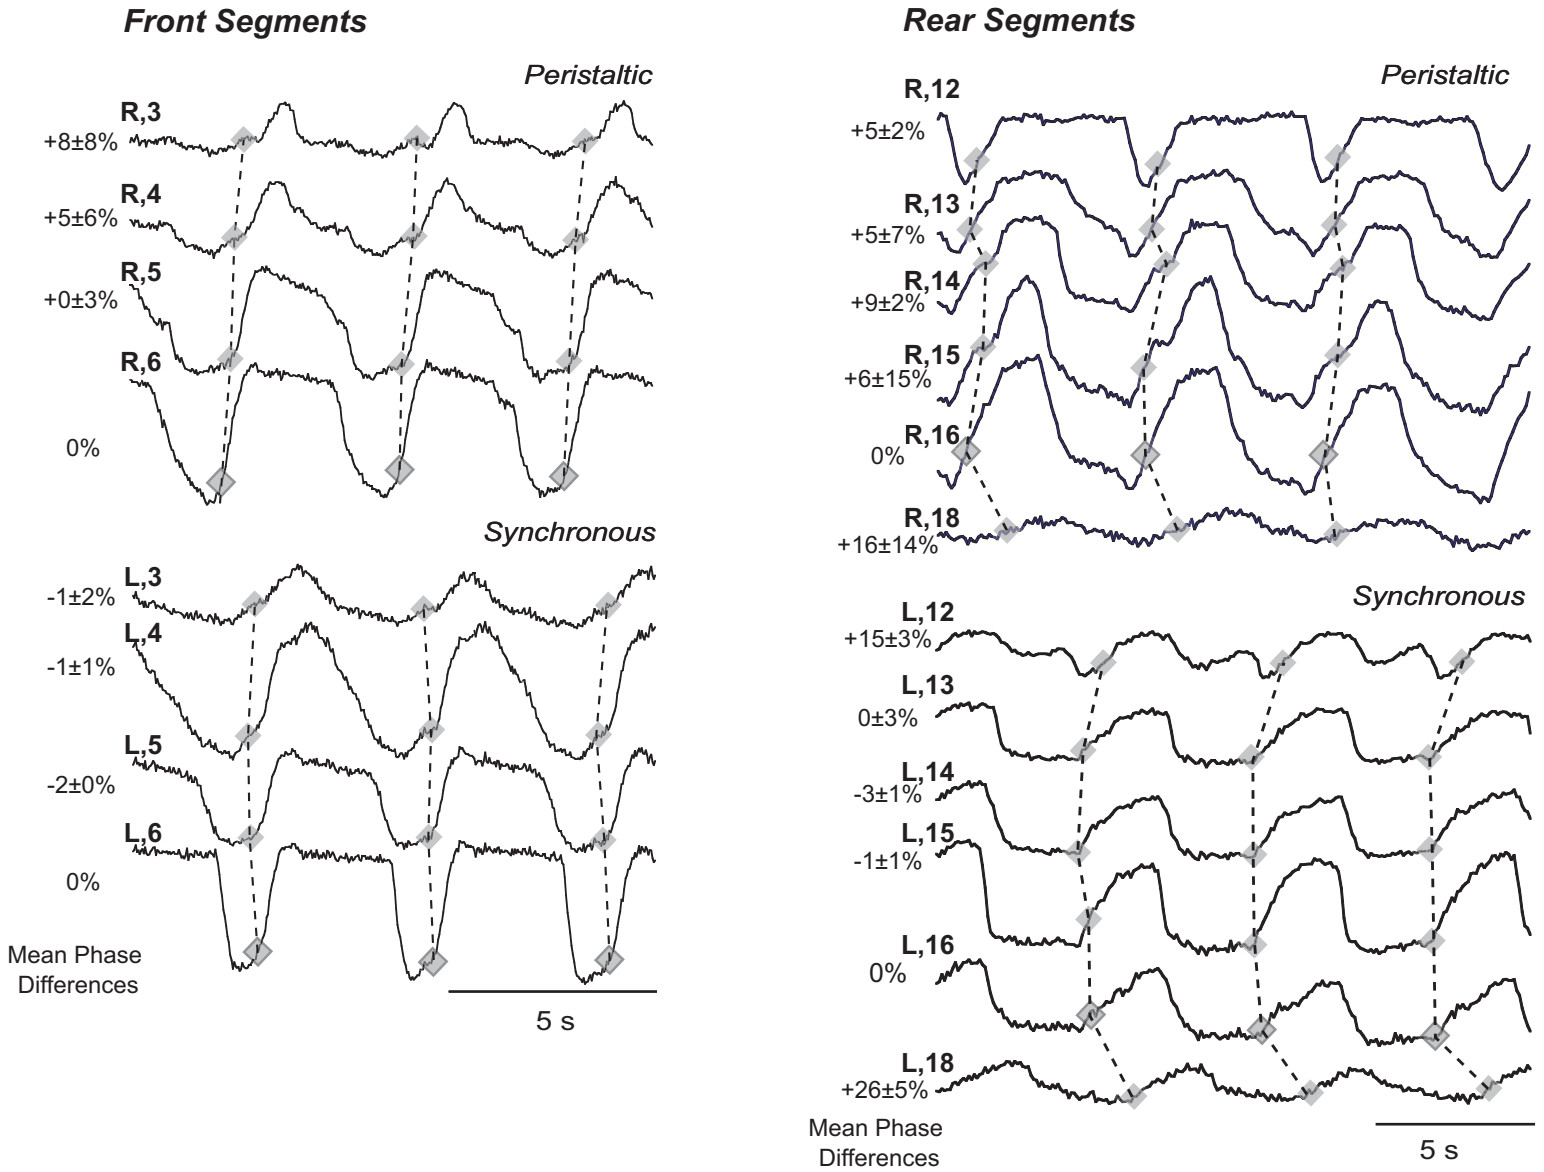 Front Segments
Peristaltic
R,3
+8±8%
R,4
+5±6%
R,5
+0±3%
R,6
0%
Synchronous
L,3
-1±2%
L,4
-1±1%
L,5
-2±0%
L,6
0%
Mean Phase
Differences
5 s
Rear Segments
Peristaltic
R,12
+5±2%
R,13
+5±7%
R,14
+9±2%
R,15
+6±15%
R,16
0%
R,18
+16±14%
Synchronous
L,12
+15±3%
L,13
0±3%
L,14
-3±1%
L,15
-1±1%
L,16
0%
L,18
+26±5%
Mean Phase
Differences
5 s